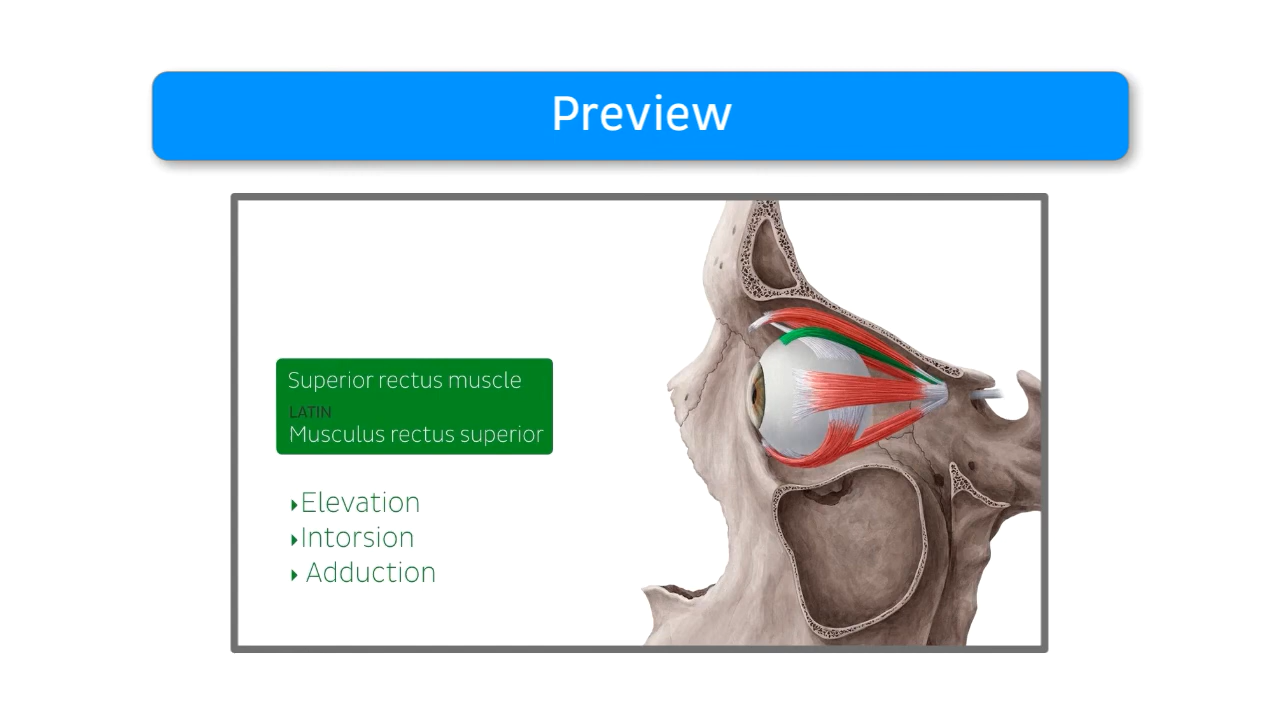 Preview
Superior rectus muscle
LATIN
Musculus rectus superior
Elevation
Intorsion
Adduction